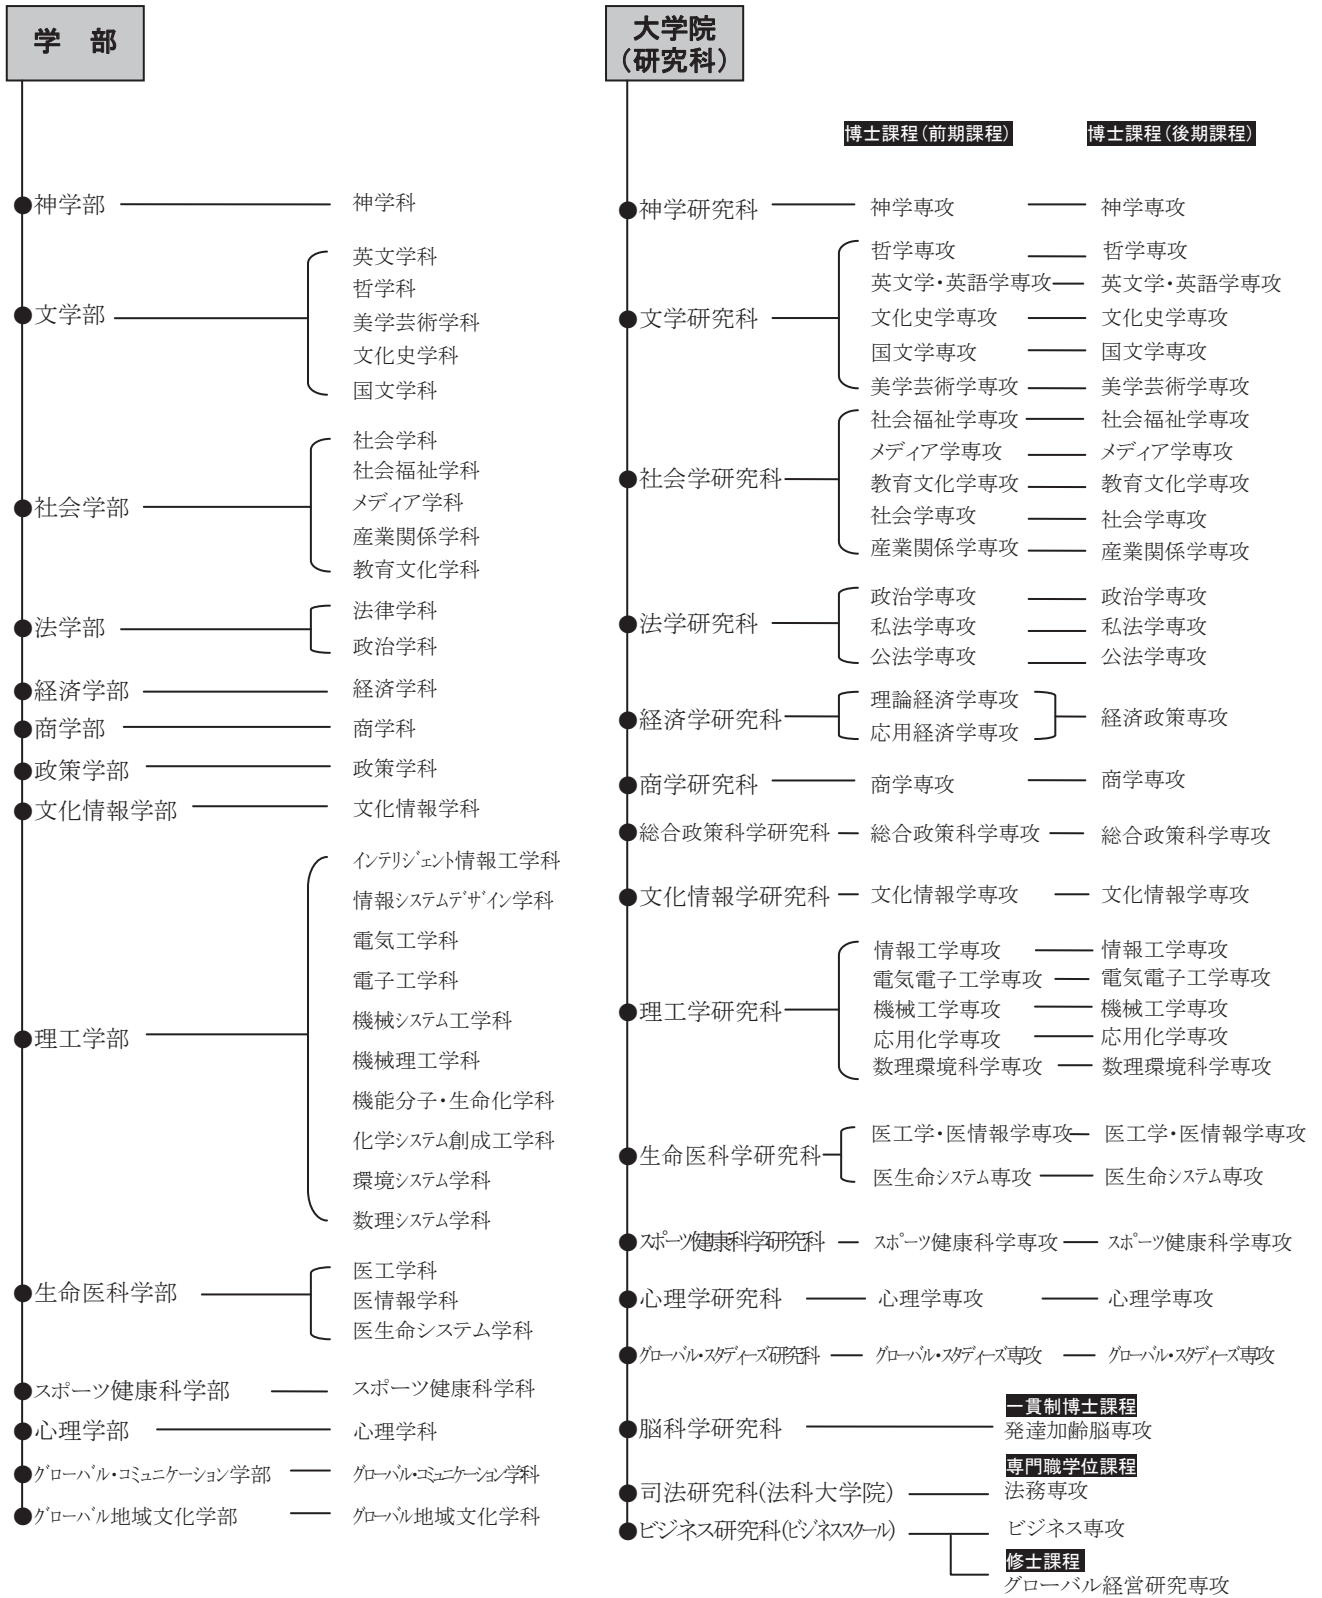 学 部
神学部 神学科
文学部
英文学科
哲学科
美学芸術学科
文化史学科
国文学科
社会学部
社会学科
社会福祉学科
メディア学科
産業関係学科
教育文化学科
法学部
法律学科
政治学科
経済学部 経済学科
商学部 商学科
政策学部 政策学科
文化情報学部 文化情報学科
理工学部
インテリジェント情報工学科
情報システムデザイン学科
電気工学科
電子工学科
機械システム工学科
機械理工学科
機能分子・生命化学科
化学システム創成工学科
環境システム学科
数理システム学科
生命医科学部
医工学科
医情報学科
医生命システム学科
スポーツ健康科学部 スポーツ健康科学科
心理学部 心理学科
グローバル・コミュニケーション学部 グローバル・コミュニケーション学科
グローバル地域文化学部 グローバル地域文化学科
大学院
(研究科)
博士課程(前期課程) 博士課程(後期課程)
神学研究科 神学専攻 神学専攻
文学研究科
哲学専攻 哲学専攻
英文学・英語学専攻 英文学・英語学専攻
文化史学専攻 文化史学専攻
国文学専攻 国文学専攻
美学芸術学専攻 美学芸術学専攻
社会学研究科
社会福祉学専攻 社会福祉学専攻
メディア学専攻 メディア学専攻
教育文化学専攻 教育文化学専攻
社会学専攻 社会学専攻
産業関係学専攻 産業関係学専攻
法学研究科
政治学専攻 政治学専攻
私法学専攻 私法学専攻
公法学専攻 公法学専攻
経済学研究科
理論経済学専攻
応用経済学専攻
経済政策専攻
商学研究科 商学専攻 商学専攻
総合政策科学研究科 総合政策科学専攻 総合政策科学専攻
文化情報学研究科 文化情報学専攻 文化情報学専攻
理工学研究科
情報工学専攻 情報工学専攻
電気電子工学専攻 電気電子工学専攻
機械工学専攻 機械工学専攻
応用化学専攻 応用化学専攻
数理環境科学専攻 数理環境科学専攻
生命医科学研究科
医工学・医情報学専攻 医工学・医情報学専攻
医生命システム専攻 医生命システム専攻
スポーツ健康科学研究科 スポーツ健康科学専攻 スポーツ健康科学専攻
心理学研究科 心理学専攻 心理学専攻
グローバル・スタディーズ研究科 グローバル・スタディーズ専攻 グローバル・スタディーズ専攻
一貫制博士課程
脳科学研究科 発達加齢脳専攻
専門職学位課程
司法研究科(法科大学院) 法務専攻
ビジネス研究科(ビジネススクール) ビジネス専攻
修士課程
グローバル経営研究専攻